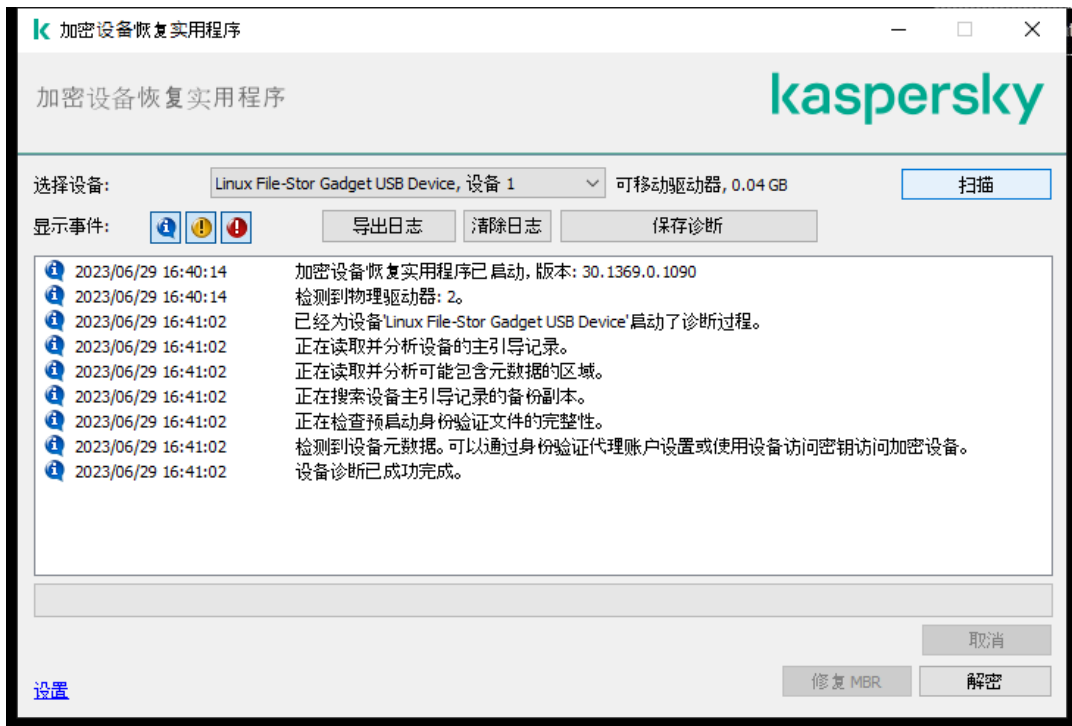 加密设备恢复实用程序
加密设备恢复实用程序
kaspersky
选择设备: Linux File-Stor Gadget USB Device, 设备 1 可移动驱动器, 0.04 GB 扫描
显示事件: 导出日志 清除日志 保存诊断
2023/06/29 16:40:14 加密设备恢复实用程序已启动, 版本: 30.1369.0.1090
2023/06/29 16:40:14 检测到物理驱动器: 2。
2023/06/29 16:41:02 已经为设备'Linux File-Stor Gadget USB Device'启动了诊断过程。
2023/06/29 16:41:02 正在读取并分析设备的主引导记录。
2023/06/29 16:41:02 正在读取并分析可能包含元数据的区域。
2023/06/29 16:41:02 正在搜索设备主引导记录的备份副本。
2023/06/29 16:41:02 正在检查预启动身份验证文件的完整性。
2023/06/29 16:41:02 检测到设备元数据。可以通过身份验证代理账户设置或使用设备访问密钥访问加密设备。
2023/06/29 16:41:02 设备诊断已成功完成。
取消
设置 修复 MBR 解密